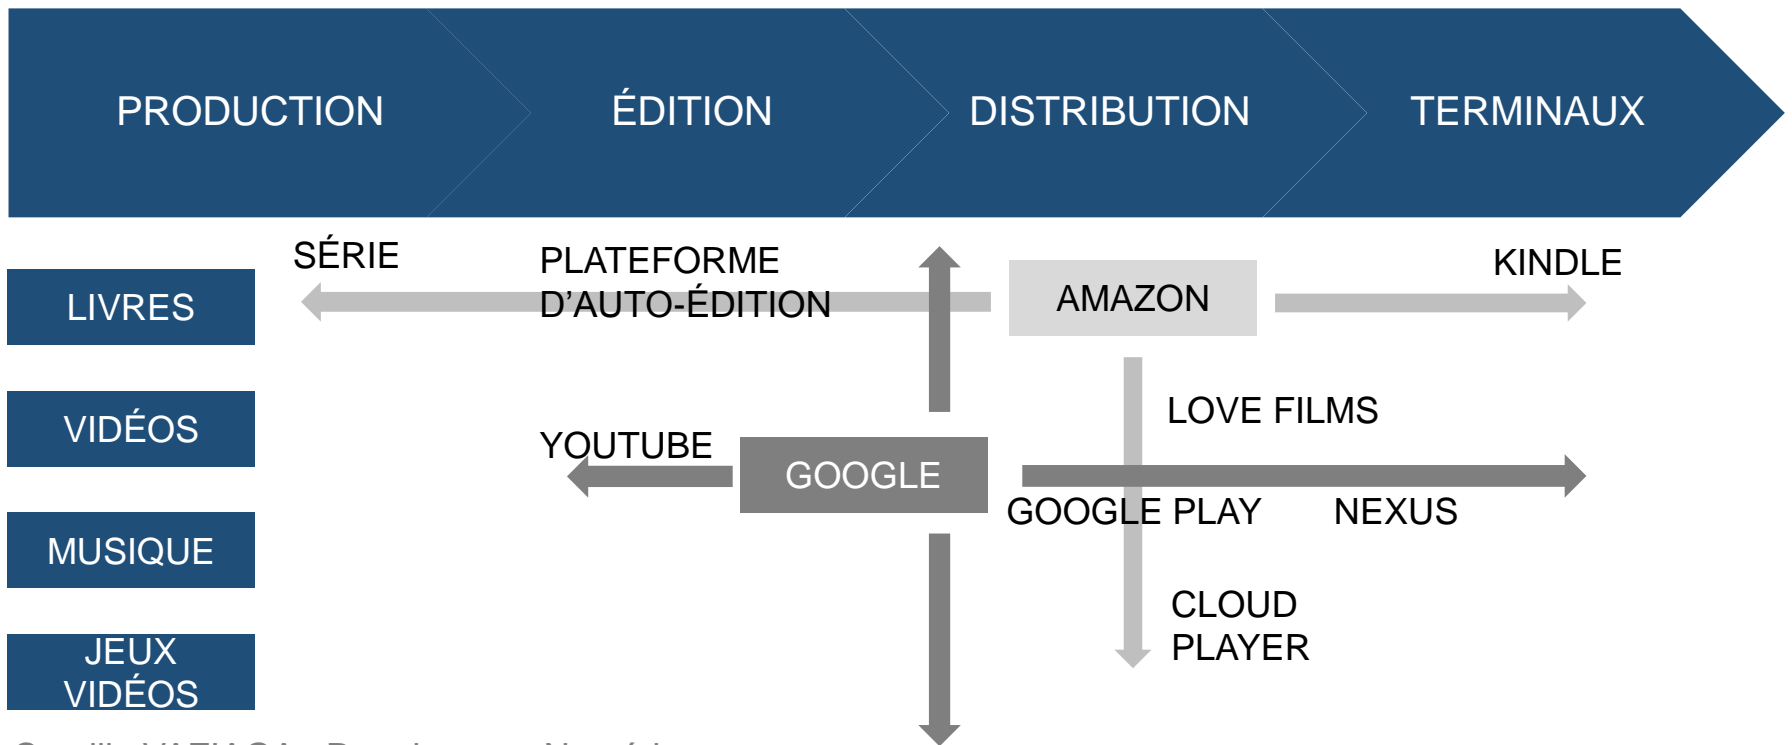 PRODUCTION
ÉDITION
DISTRIBUTION
TERMINAUX
SÉRIE
PLATEFORME
D’AUTO-ÉDITION
AMAZON
KINDLE
LIVRES
VIDÉOS
LOVE FILMS
YOUTUBE
GOOGLE
GOOGLE PLAY
NEXUS
MUSIQUE
CLOUD
PLAYER
JEUX
VIDÉOS